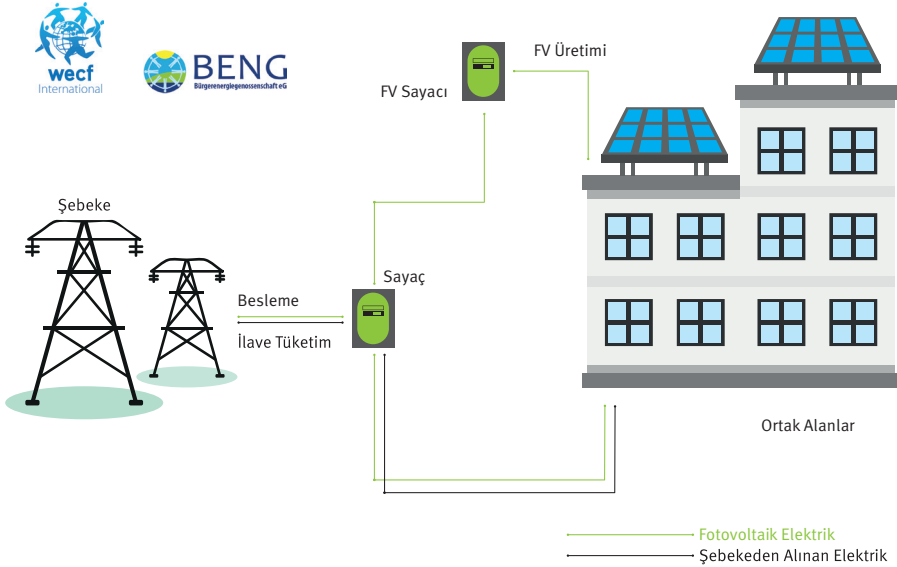 wecf
International
BENG
Bürgerenergiegenossenschaft eG
FV Üretimi
FV Sayacı
Şebeke
Sayaç
Besleme
İlave Tüketim
Ortak Alanlar
Fotovoltaik Elektrik
Şebekeden Alınan Elektrik